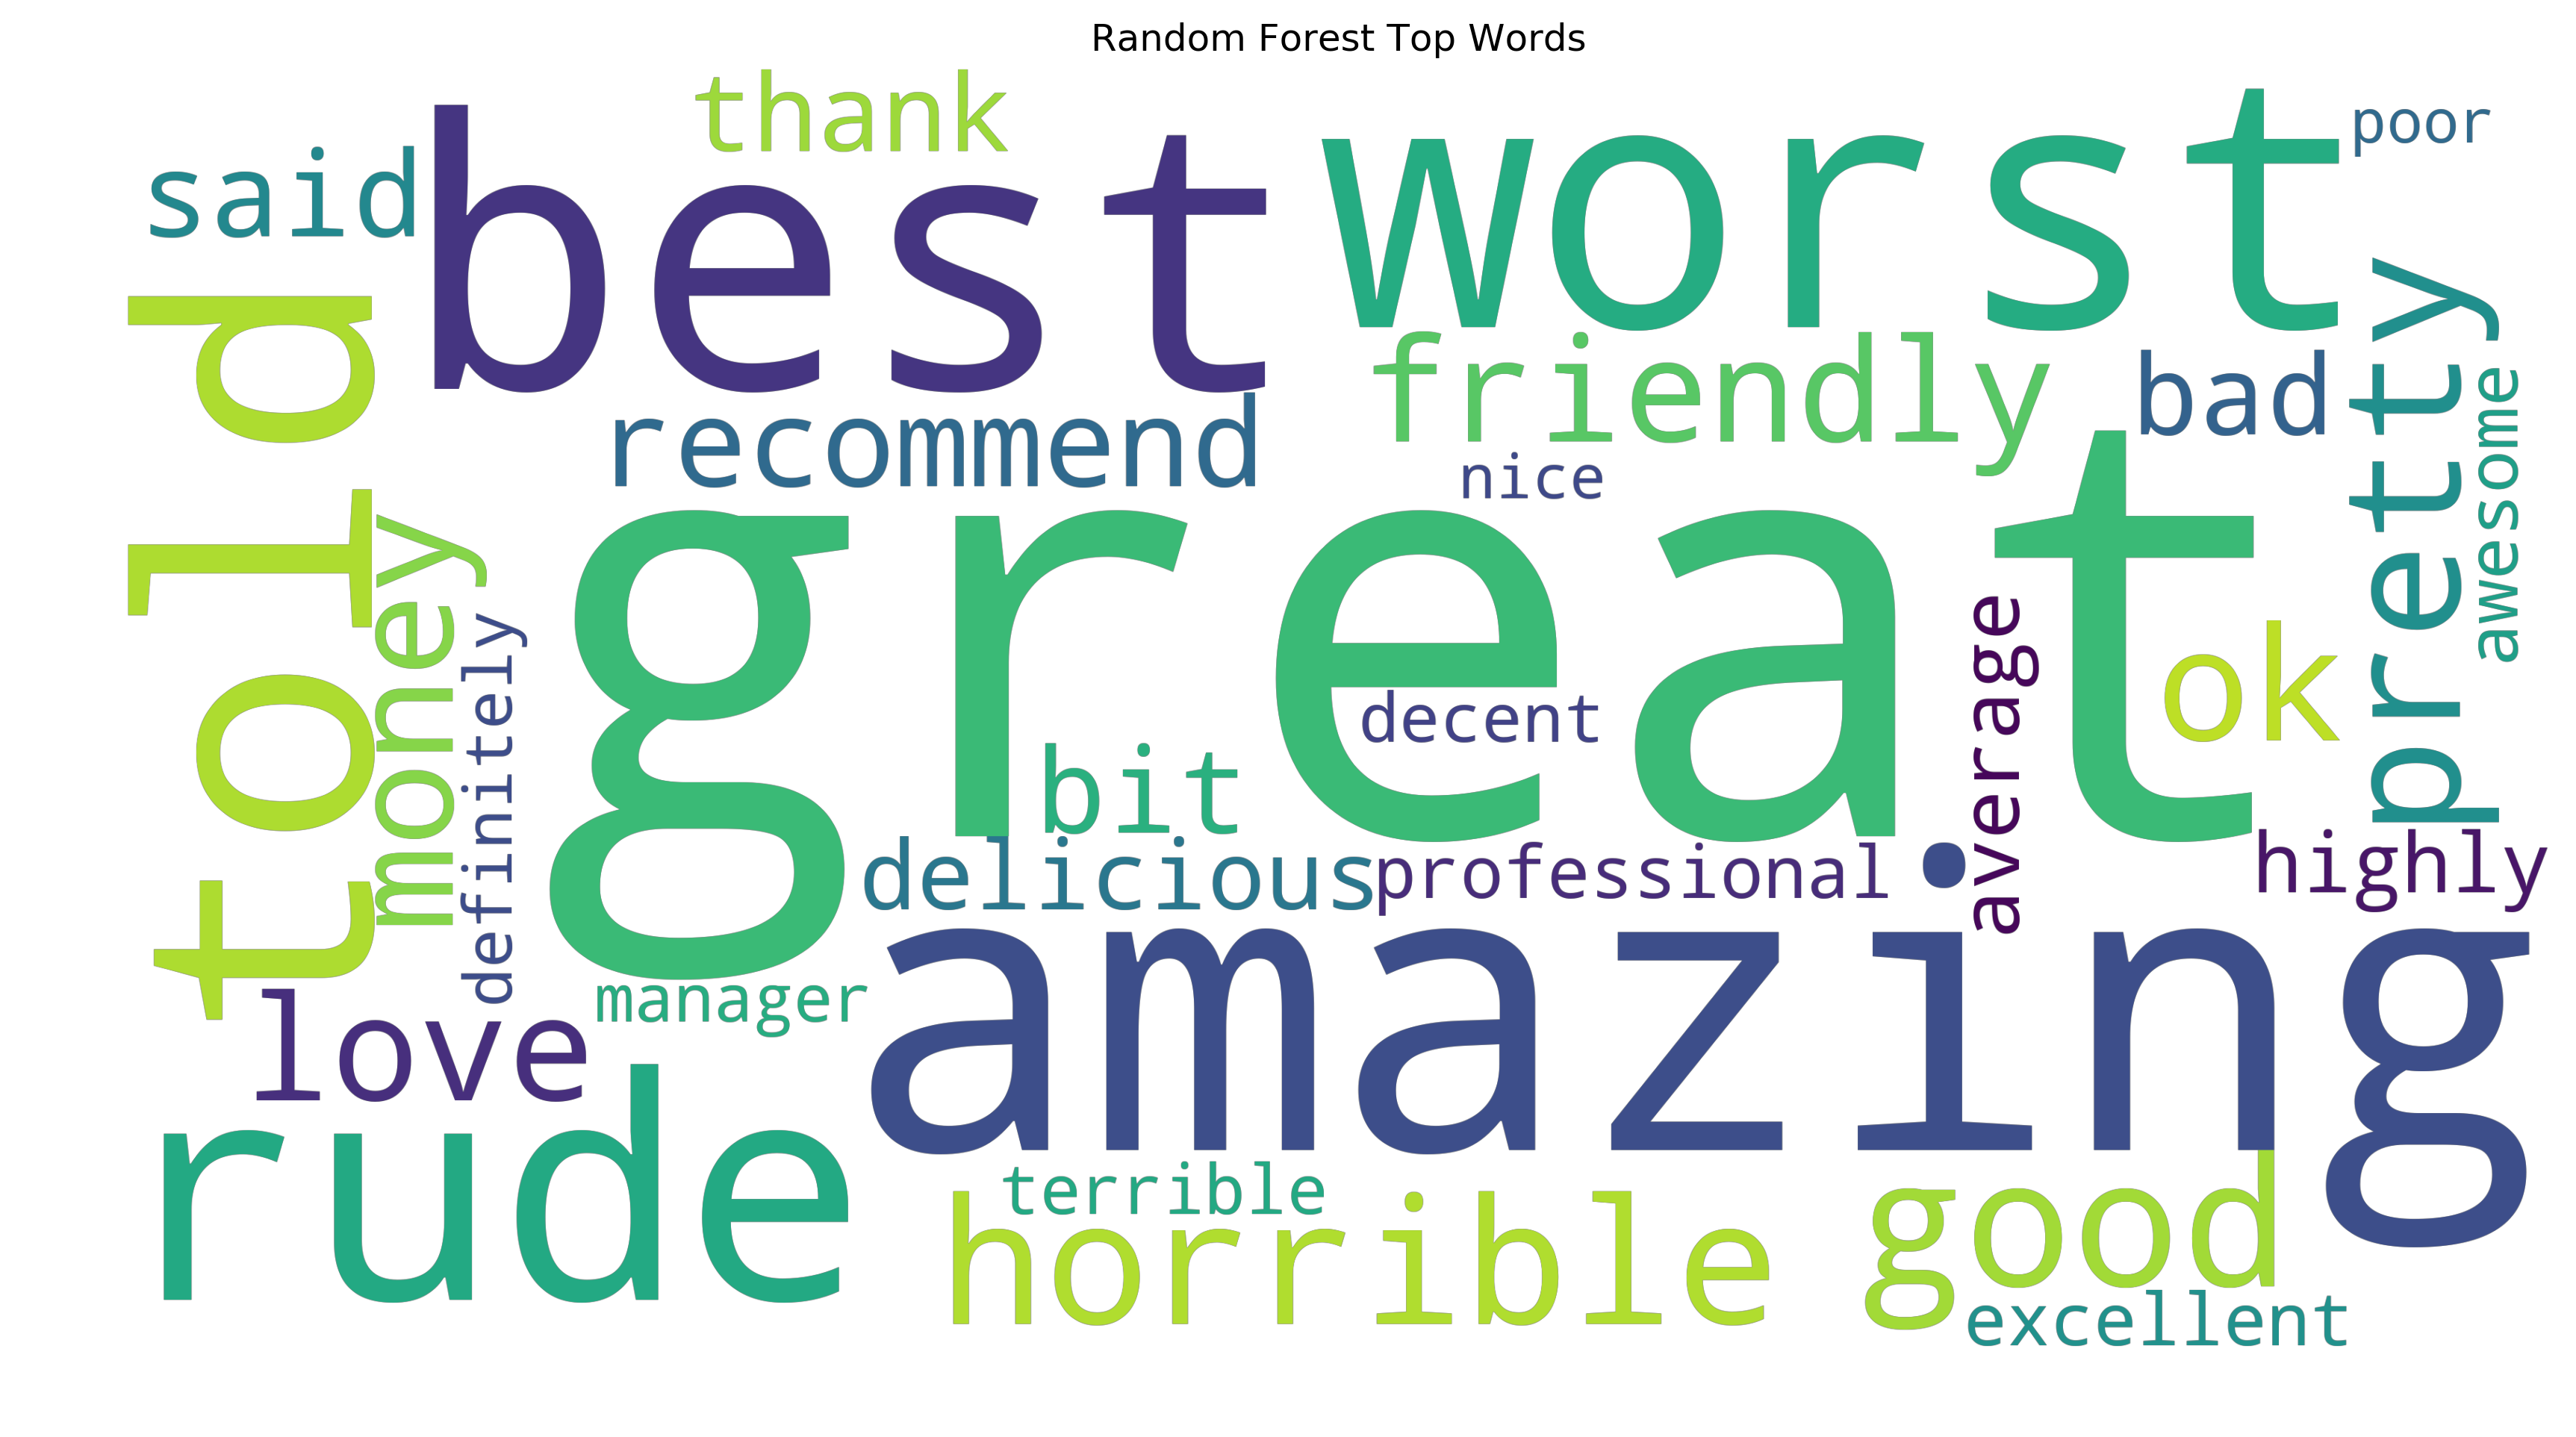 Random Forest Top Words
thank
worst
poor
best
said
friendly
bad
pretty
awesome
told
recommend
nice
great
money
definitely
decent
average
ok
bit
delicious
professional
highly
manager
love
amazing
rude
terrible
horrible
good
excellent